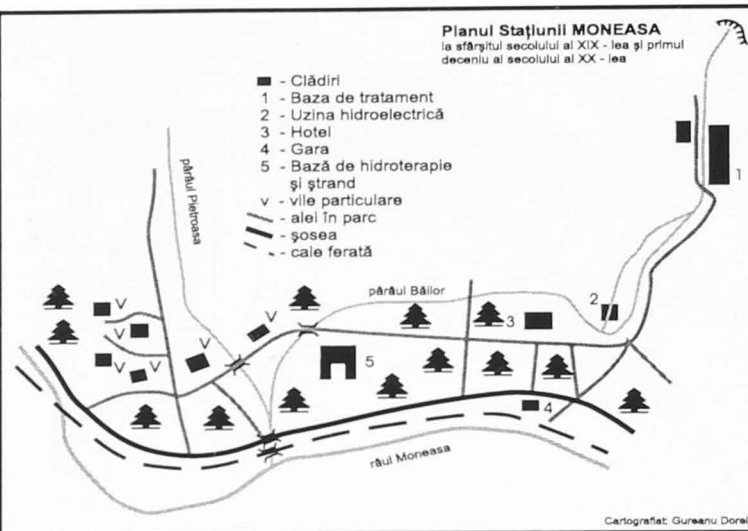 Planul Stațiunii MONEASA
la sfârșitul secolului al XIX - lea și primul
deceniu al secolului al XX - lea
- Clădiri
1 - Baza de tratament
2 - Uzina hidroelectrică
3 - Hotel
4 - Gara
5 - Bază de hidroterapie
și ștrand
v - vile particulare
- alei în parc
- șosea
- cale ferată
pârâul Pietroasa
pârâul Băilor
râul Moneasa
1
2
3
4
5
V
V
V
V
V
Cartografiat: Gureanu Dorel